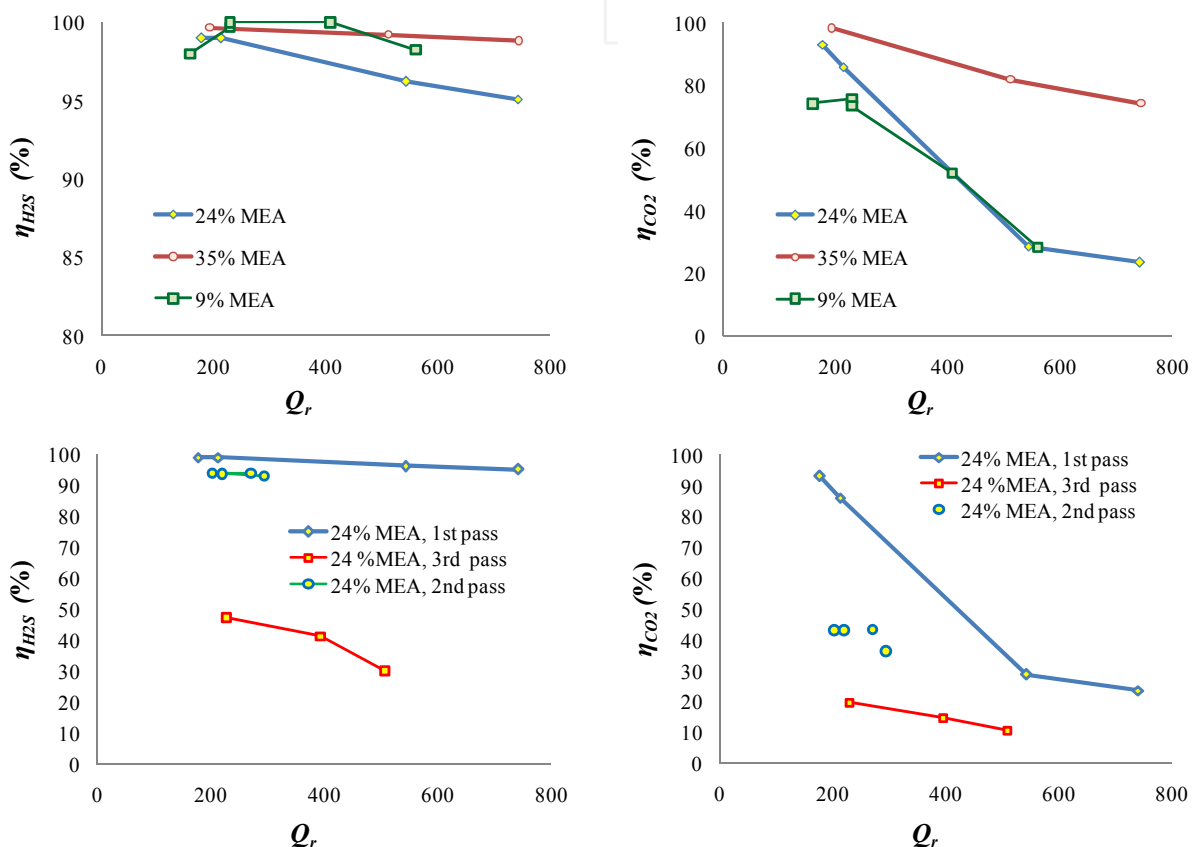 100
95
90
85
80
η_H2S (%)
24% MEA
35% MEA
9% MEA
0
200
400
600
800
Q_r
100
80
60
40
20
0
η_CO2 (%)
24% MEA
35% MEA
9% MEA
0
200
400
600
800
Q_r
100
90
80
70
60
50
40
30
20
10
0
η_H2S (%)
24% MEA, 1st pass
24 %MEA, 3rd pass
24% MEA, 2nd pass
0
200
400
600
800
Q_r
100
90
80
70
60
50
40
30
20
10
0
η_CO2 (%)
24% MEA, 1st pass
24 %MEA, 3rd pass
24% MEA, 2nd pass
0
200
400
600
800
Q_r